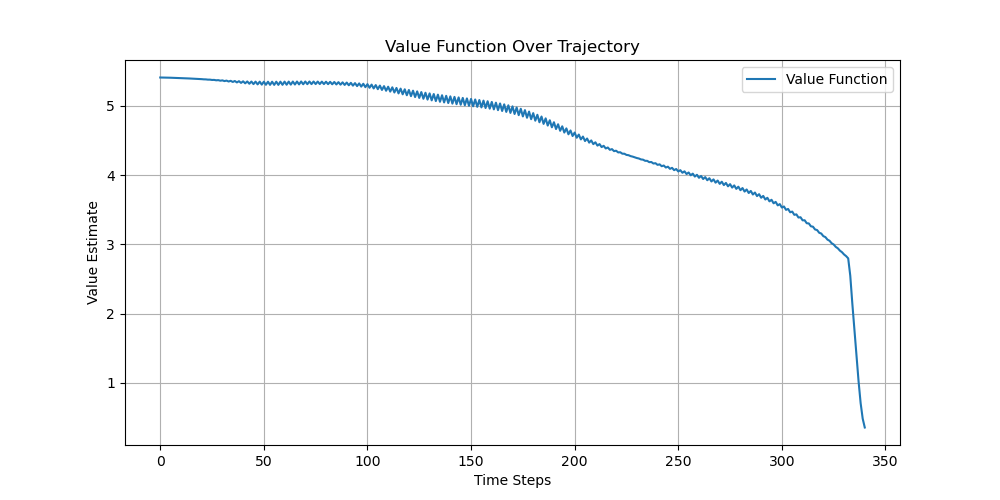 Value Function Over Trajectory
Value Function
Value Estimate
5
4
3
2
1
0 50 100 150 200 250 300 350
Time Steps